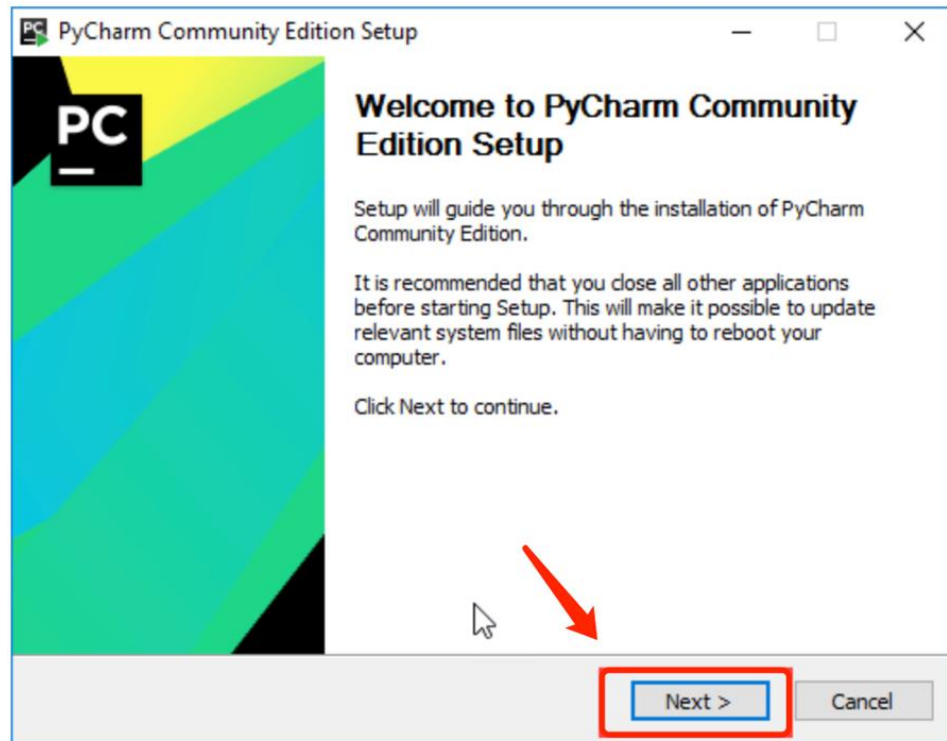 PyCharm Community Edition Setup
PC
Welcome to PyCharm Community
Edition Setup
Setup will guide you through the installation of PyCharm
Community Edition.
It is recommended that you close all other applications
before starting Setup. This will make it possible to update
relevant system files without having to reboot your
computer.
Click Next to continue.
Next >
Cancel